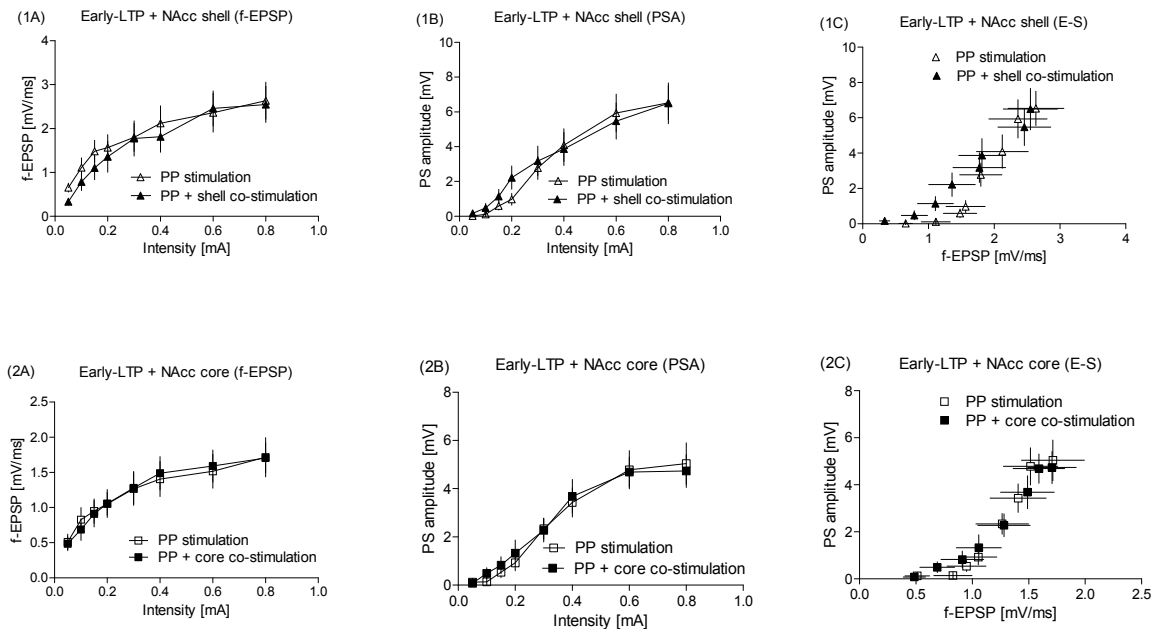 (1A) Early-LTP + NAcc shell (f-EPSP)
f-EPSP [mV/ms]
4
3
2
1
0
0.0 0.2 0.4 0.6 0.8 1.0
Intensity [mA]
PP stimulation
PP + shell co-stimulation
(1B) Early-LTP + NAcc shell (PSA)
PS amplitude [mV]
10
8
6
4
2
0
0.0 0.2 0.4 0.6 0.8 1.0
Intensity [mA]
PP stimulation
PP + shell co-stimulation
(1C) Early-LTP + NAcc shell (E-S)
PP stimulation
PP + shell co-stimulation
PS amplitude [mV]
10
8
6
4
2
0
0 1 2 3 4
f-EPSP [mV/ms]
(2A) Early-LTP + NAcc core (f-EPSP)
f-EPSP [mV/ms]
2.5
2.0
1.5
1.0
0.5
0.0
0.0 0.2 0.4 0.6 0.8 1.0
Intensity [mA]
PP stimulation
PP + core co-stimulation
(2B) Early-LTP + NAcc core (PSA)
PS amplitude [mV]
8
6
4
2
0
0.0 0.2 0.4 0.6 0.8 1.0
Intensity [mA]
PP stimulation
PP + core co-stimulation
(2C) Early-LTP + NAcc core (E-S)
PP stimulation
PP + core co-stimulation
PS amplitude [mV]
8
6
4
2
0
0.0 0.5 1.0 1.5 2.0 2.5
f-EPSP [mV/ms]